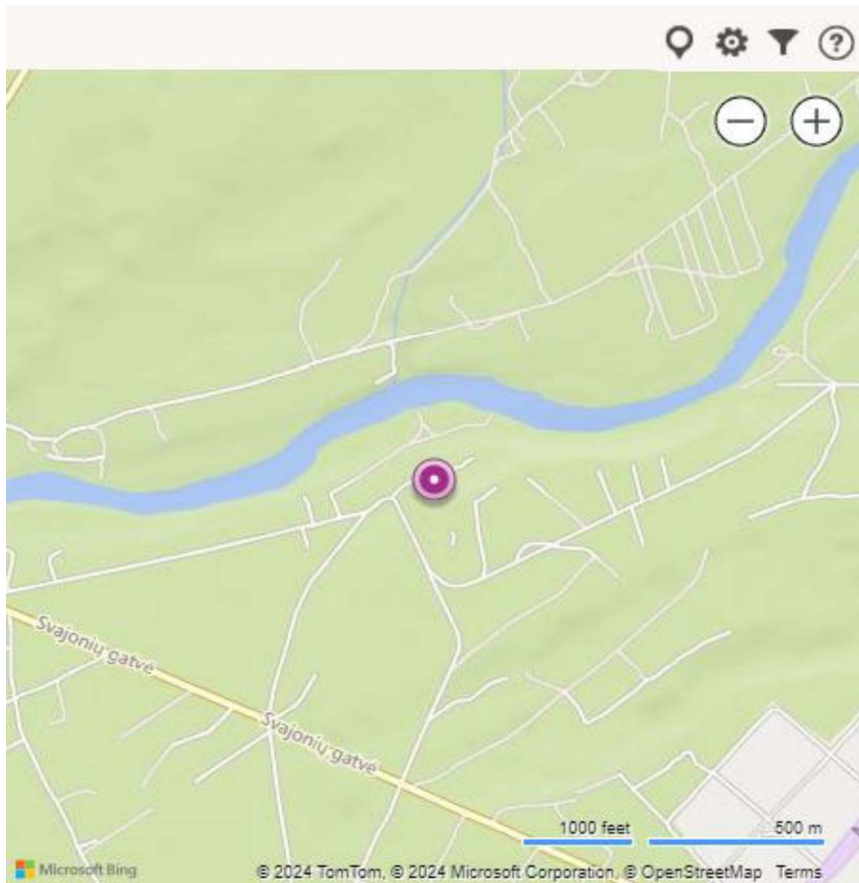 ?
Svajonių gatvė
Svajonių gatvė
1000 feet
500 m
Microsoft Bing
© 2024 TomTom, © 2024 Microsoft Corporation, © OpenStreetMap Terms